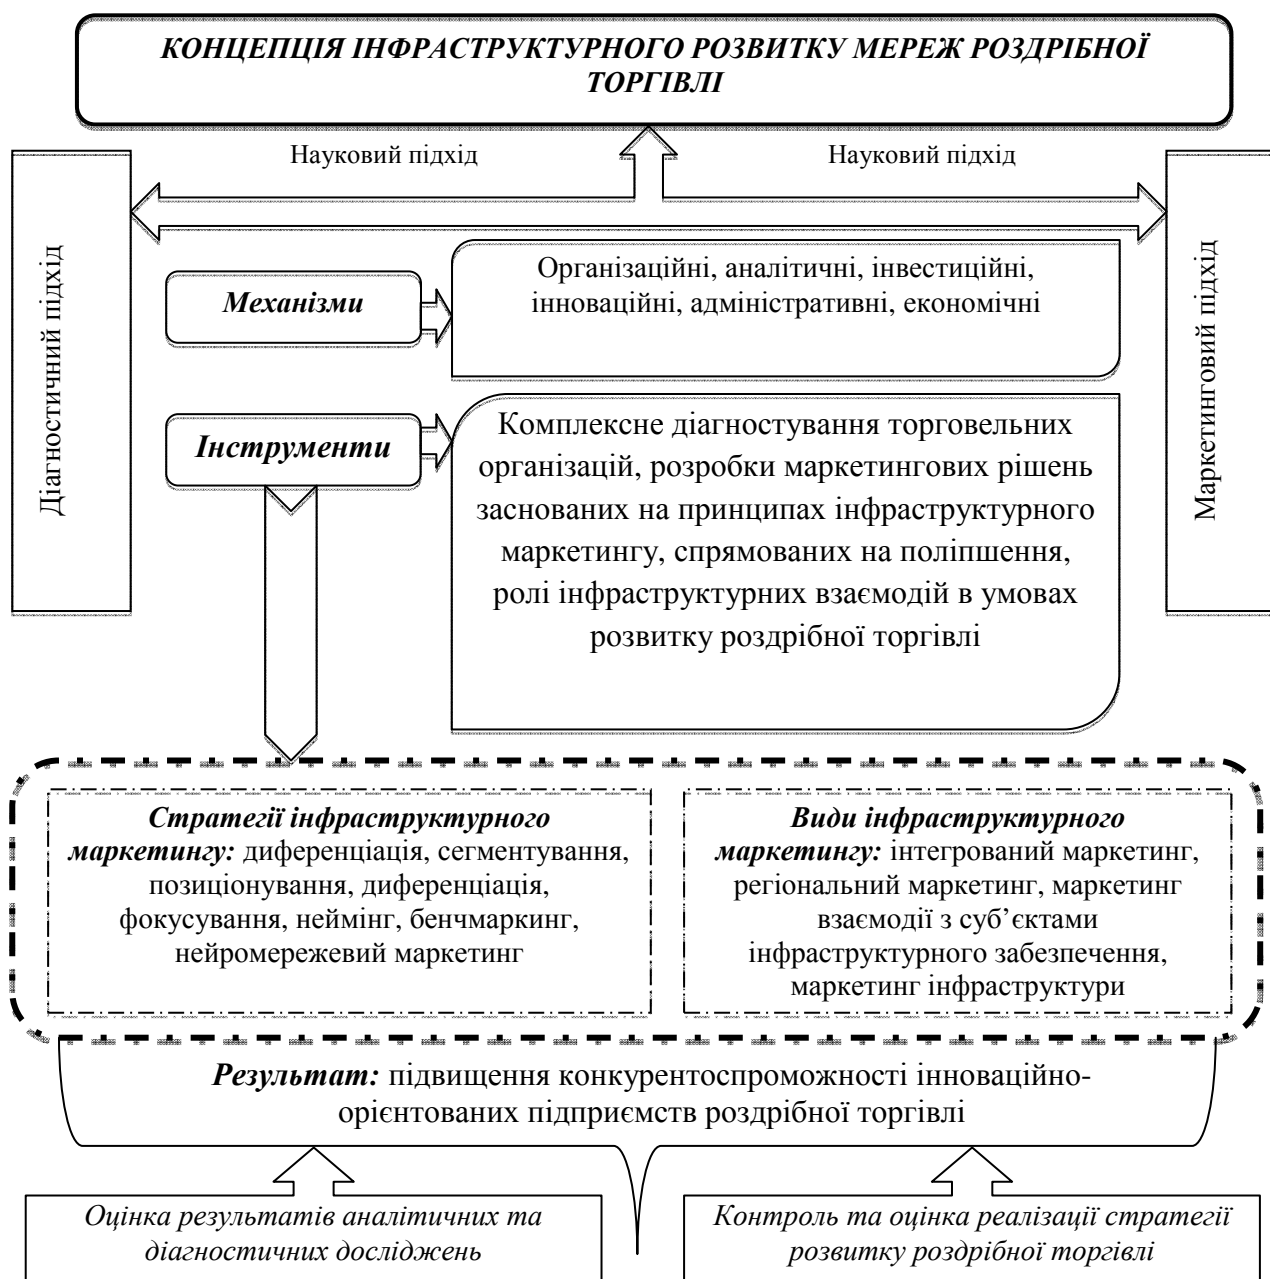 КОНЦЕПЦІЯ ІНФРАСТРУКТУРНОГО РОЗВИТКУ МЕРЕЖ РОЗДРІБНОЇ
ТОРГІВЛІ
Науковий підхід
Науковий підхід
Діагностичний підхід
Механізми
Організаційні, аналітичні, інвестиційні,
інноваційні, адміністративні, економічні
Маркетинговий підхід
Інструменти
Комплексне діагностування торговельних
організацій, розробки маркетингових рішень
заснованих на принципах інфраструктурного
маркетингу, спрямованих на поліпшення,
ролі інфраструктурних взаємодій в умовах
розвитку роздрібної торгівлі
Стратегії інфраструктурного
маркетингу: диференціація, сегментування,
позиціонування, диференціація,
фокусування, неймінг, бенчмаркинг,
нейромережевий маркетинг
Види інфраструктурного
маркетингу: інтегрований маркетинг,
регіональний маркетинг, маркетинг
взаємодії з суб’єктами
інфраструктурного забезпечення,
маркетинг інфраструктури
Результат: підвищення конкурентоспроможності інноваційно-
орієнтованих підприємств роздрібної торгівлі
Оцінка результатів аналітичних та
діагностичних досліджень
Контроль та оцінка реалізації стратегії
розвитку роздрібної торгівлі